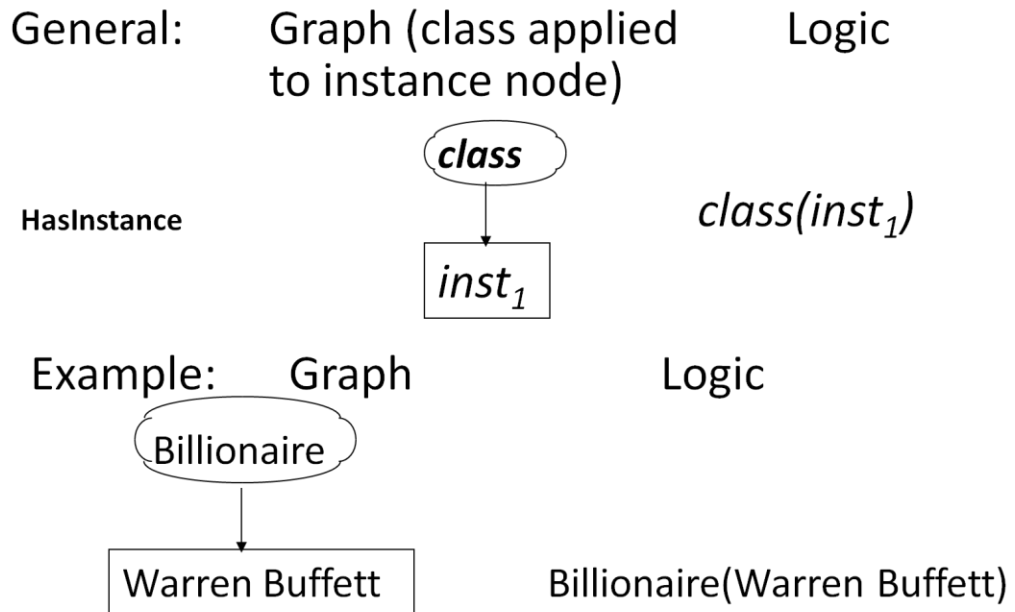 General: Graph (class applied Logic
to instance node)
class
HasInstance class(inst₁)
inst₁
Example: Graph Logic
Billionaire
Warren Buffett Billionaire(Warren Buffett)